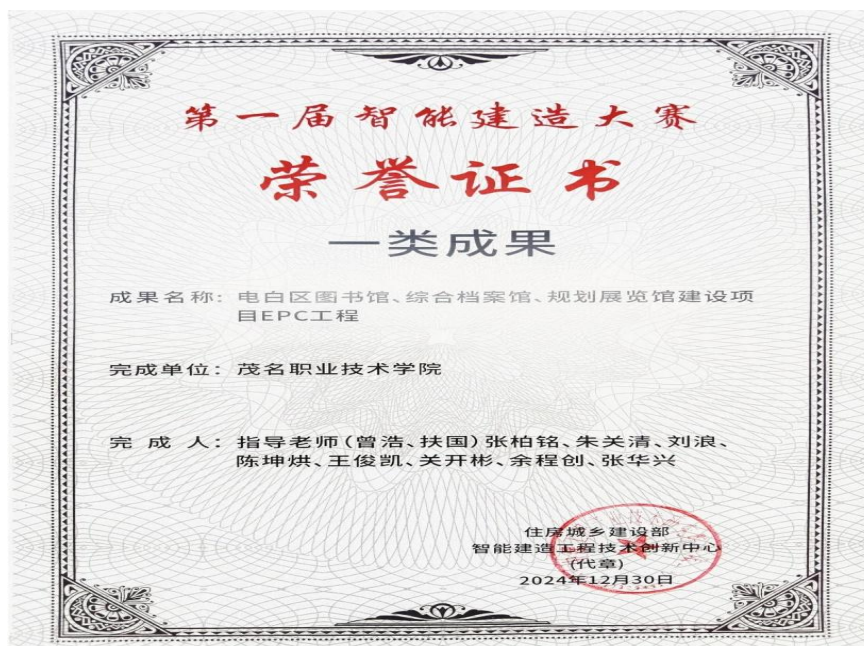 第一届智能建造大赛
荣誉证书
一类成果
成果名称：电白区图书馆、综合档案馆、规划展览馆建设项
目EPC工程
完成单位：茂名职业技术学院
完成人：指导老师（曾浩、扶国）张柏铭、朱关清、刘浪、
陈坤烘、王俊凯、关开彬、余程创、张华兴
住房城乡建设部
智能建造工程技术创新中心
(代章)
2024年12月30日